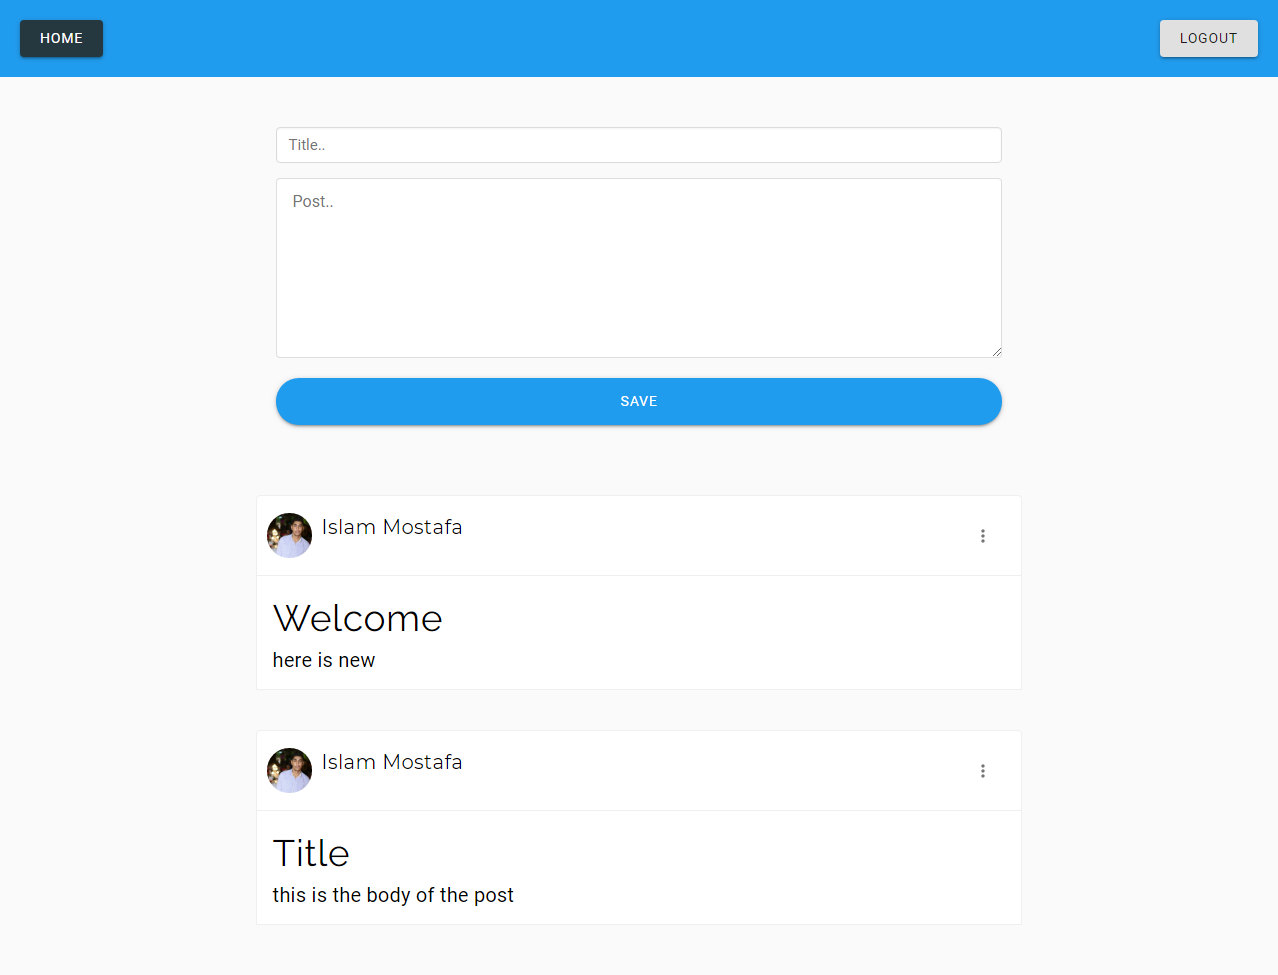 HOME
LOGOUT
Title..
Post..
SAVE
Islam Mostafa
Welcome
here is new
Islam Mostafa
Title
this is the body of the post